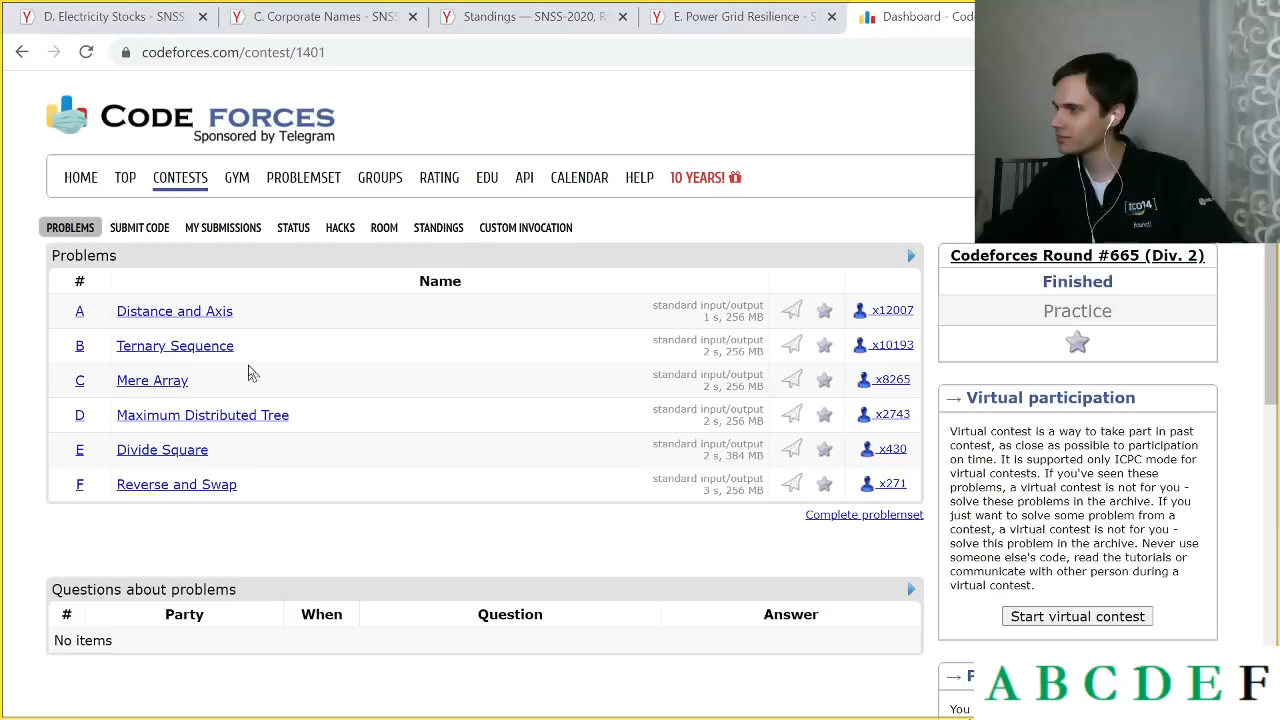 D. Electricity Stocks - SNSS
C. Corporate Names - SNSS
Standings — SNSS-2020, R
E. Power Grid Resilience - S
Dashboard - Cod
codeforces.com/contest/1401
CODE FORCES
Sponsored by Telegram
HOME TOP CONTESTS GYM PROBLEMSET GROUPS RATING EDU API CALENDAR HELP 10 YEARS!
PROBLEMS SUBMIT CODE MY SUBMISSIONS STATUS HACKS ROOM STANDINGS CUSTOM INVOCATION
Problems
# Name
A Distance and Axis standard input/output 1 s, 256 MB x12007
B Ternary Sequence standard input/output 2 s, 256 MB x10193
C Mere Array standard input/output 2 s, 256 MB x8265
D Maximum Distributed Tree standard input/output 2 s, 256 MB x2743
E Divide Square standard input/output 2 s, 384 MB x430
F Reverse and Swap standard input/output 3 s, 256 MB x271
Complete problemset
Questions about problems
# Party When Question Answer
No items
[tco14
Codeforces Round #665 (Div. 2)
Finished
Practice
→ Virtual participation
Virtual contest is a way to take part in past
contest, as close as possible to participation
on time. It is supported only ICPC mode for
virtual contests. If you've seen these
problems, a virtual contest is not for you -
solve these problems in the archive. If you
just want to solve some problem from a
contest, a virtual contest is not for you -
solve this problem in the archive. Never use
someone else's code, read the tutorials or
communicate with other person during a
virtual contest.
Start virtual contest
→ P
You
A B C D E F